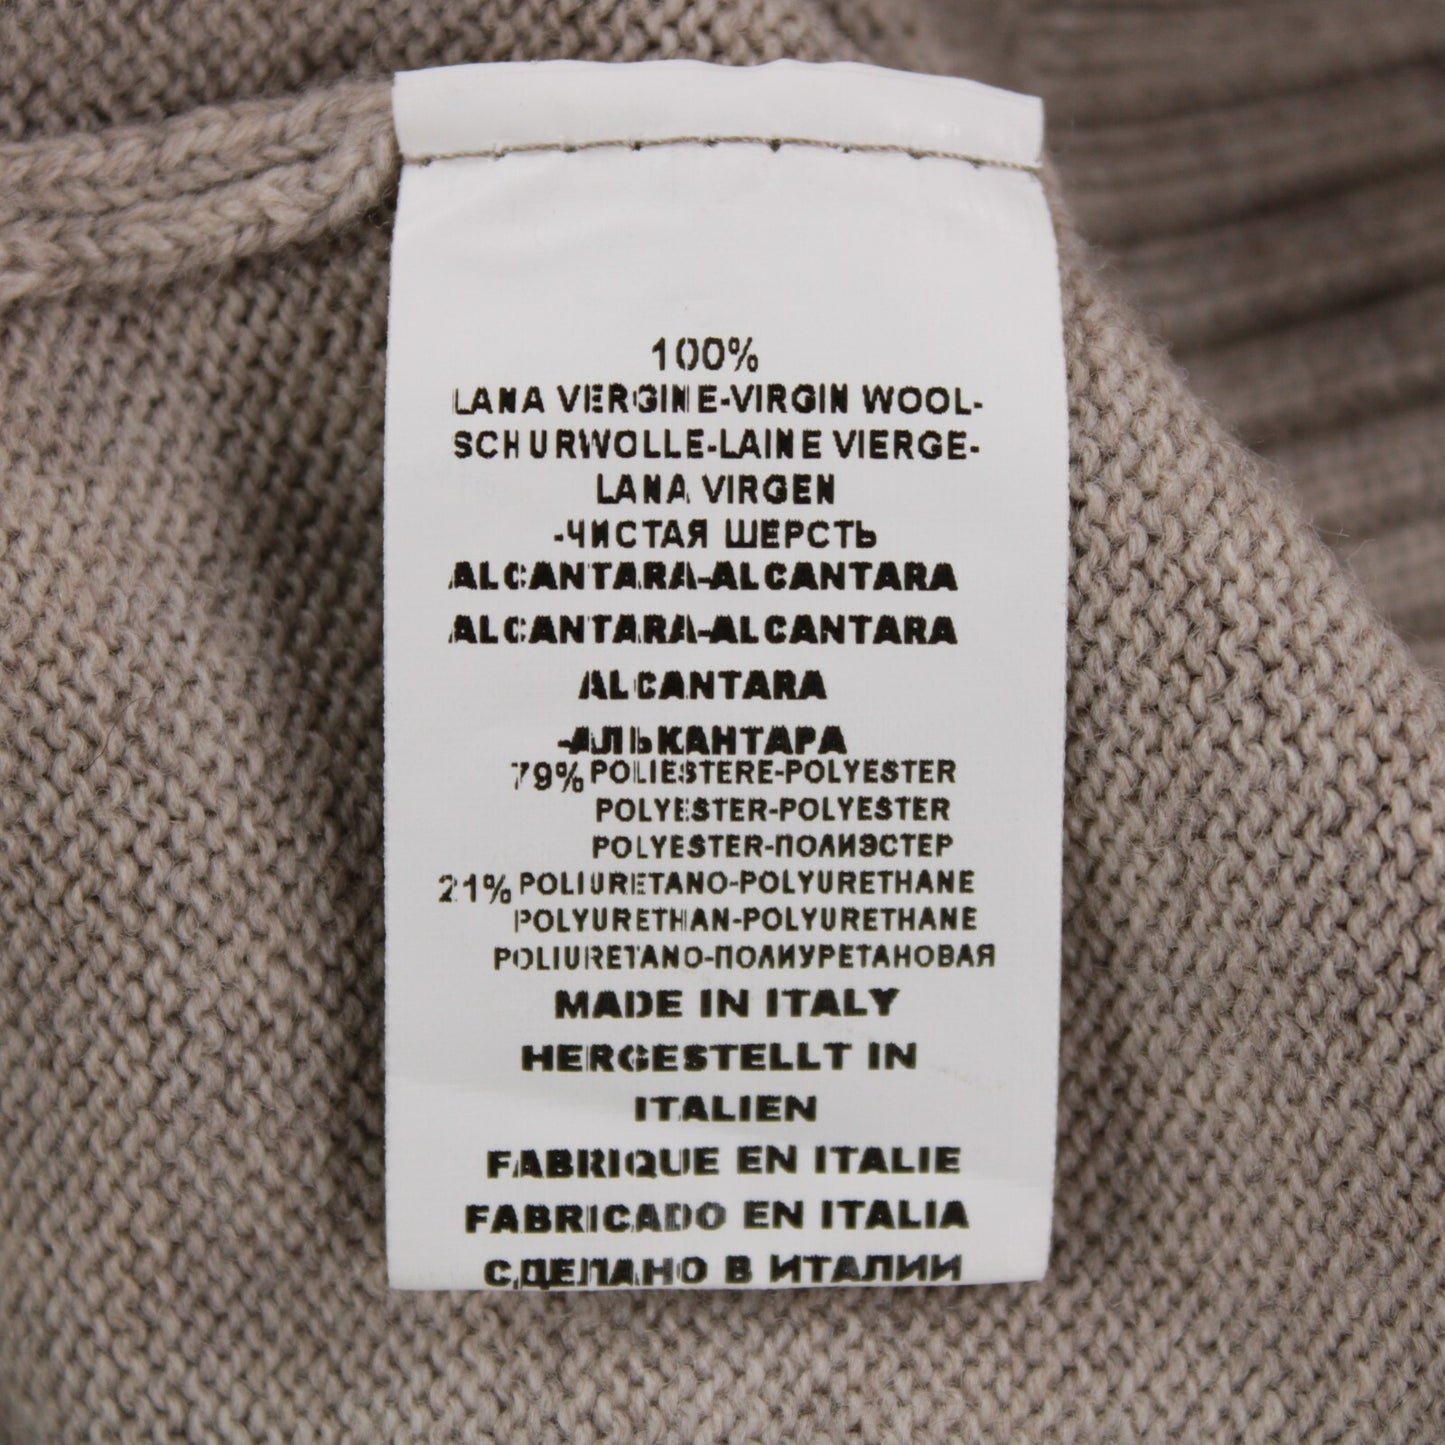 100%
LANA VERGINE-VIRGIN WOOL-
SCHURWOLLE-LAINE VIERGE-
LANA VIRGEN
-ЧИСТАЯ ШЕРСТЬ
ALCANTARA-ALCANTARA
ALCANTARA-ALCANTARA
ALCANTARA
-АЛЬКАНТАРА
79% POLIESTERE-POLYESTER
POLYESTER-POLYESTER
POLYESTER-ПОЛИЭСТЕР
21% POLIURETANO-POLYURETHANE
POLYURETHAN-POLYURETHANE
POLIURETANO-ПОЛИУРЕТАНОВАЯ
MADE IN ITALY
HERGESTELLT IN
ITALIEN
FABRIQUE EN ITALIE
FABRICADO EN ITALIA
СДЕЛАНО В ИТАЛИИ